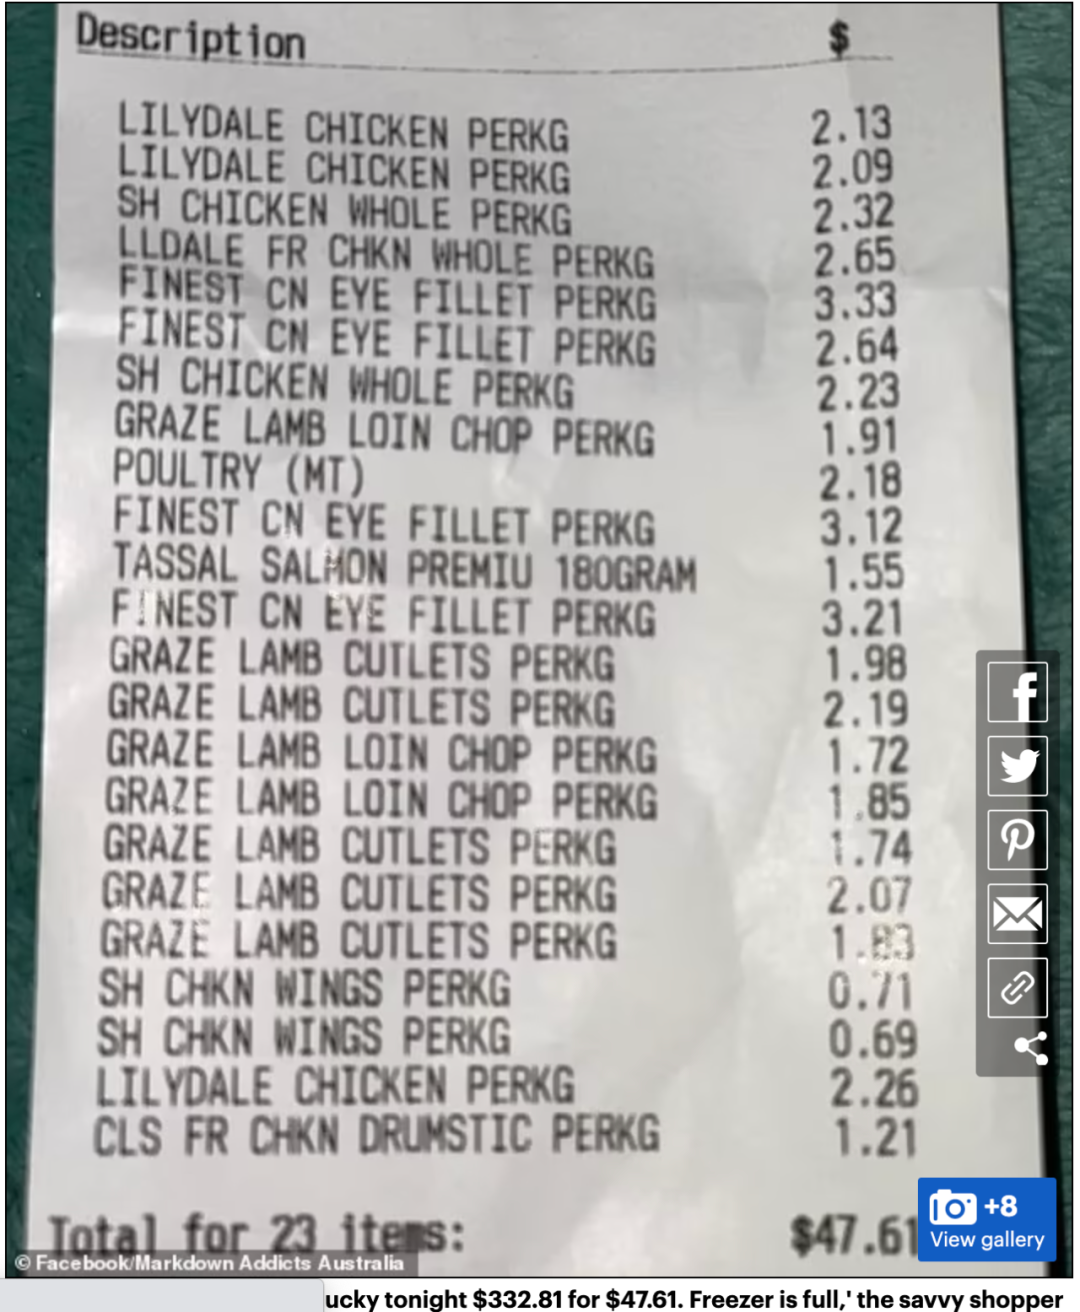 Description $
LILYDALE CHICKEN PERKG 2.13
LILYDALE CHICKEN PERKG 2.09
SH CHICKEN WHOLE PERKG 2.32
LLDALE FR CHKN WHOLE PERKG 2.65
FINEST CN EYE FILLET PERKG 3.33
FINEST CN EYE FILLET PERKG 2.64
SH CHICKEN WHOLE PERKG 2.23
GRAZE LAMB LOIN CHOP PERKG 1.91
POULTRY (MT) 2.18
FINEST CN EYE FILLET PERKG 3.12
TASSAL SALMON PREMIU 180GRAM 1.55
FINEST CN EYE FILLET PERKG 3.21
GRAZE LAMB CUTLETS PERKG 1.98
GRAZE LAMB CUTLETS PERKG 2.19
GRAZE LAMB LOIN CHOP PERKG 1.72
GRAZE LAMB LOIN CHOP PERKG 1.85
GRAZE LAMB CUTLETS PERKG 1.74
GRAZE LAMB CUTLETS PERKG 2.07
GRAZE LAMB CUTLETS PERKG
SH CHKN WINGS PERKG 0.71
SH CHKN WINGS PERKG 0.69
LILYDALE CHICKEN PERKG 2.26
CLS FR CHKN DRUMSTIC PERKG 1.21
Total for 23 items: $47.61
+8
View gallery
© Facebook/Markdown Addicts Australia
ucky tonight $332.81 for $47.61. Freezer is full,' the savvy shopper